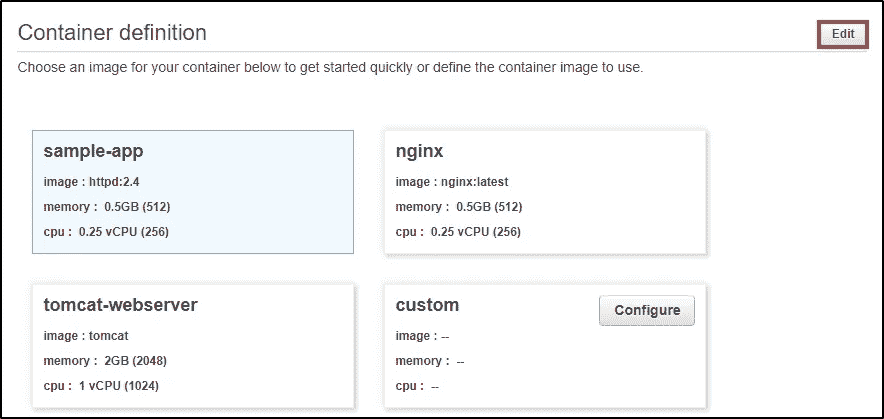 Container definition
Edit
Choose an image for your container below to get started quickly or define the container image to use.
sample-app
image : httpd:2.4
memory : 0.5GB (512)
cpu : 0.25 vCPU (256)
nginx
image : nginx:latest
memory : 0.5GB (512)
cpu : 0.25 vCPU (256)
tomcat-webserver
image : tomcat
memory : 2GB (2048)
cpu : 1 vCPU (1024)
custom
Configure
image : --
memory : --
cpu : --